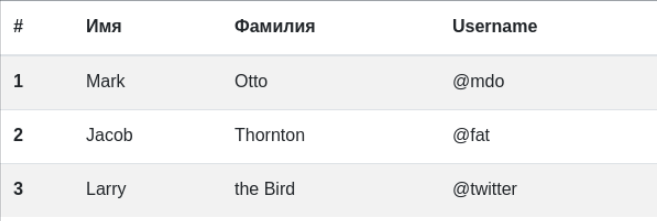 # Имя Фамилия Username
1 Mark Otto @mdo
2 Jacob Thornton @fat
3 Larry the Bird @twitter